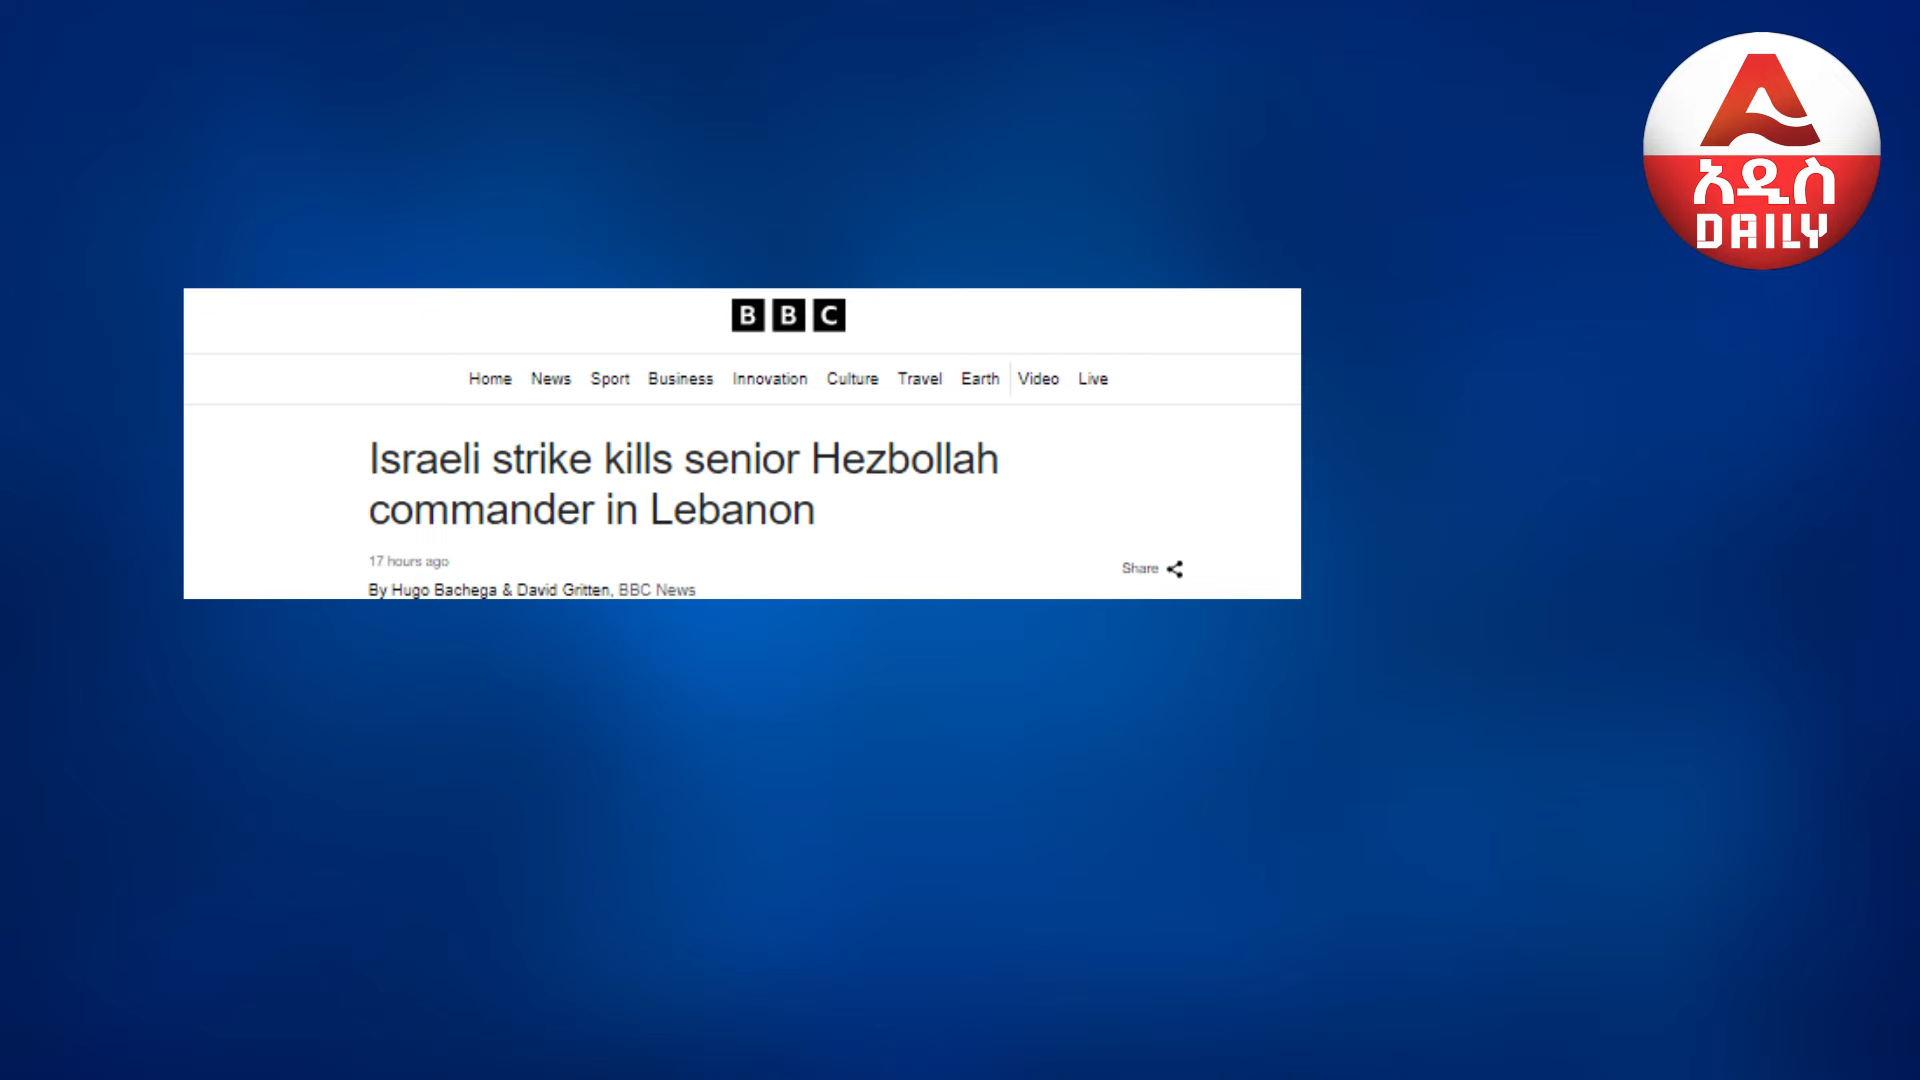 አዲስ
DAILY
BBC
Home News Sport Business Innovation Culture Travel Earth Video Live
Israeli strike kills senior Hezbollah
commander in Lebanon
17 hours ago
Share
By Hugo Bachega & David Gritten, BBC News